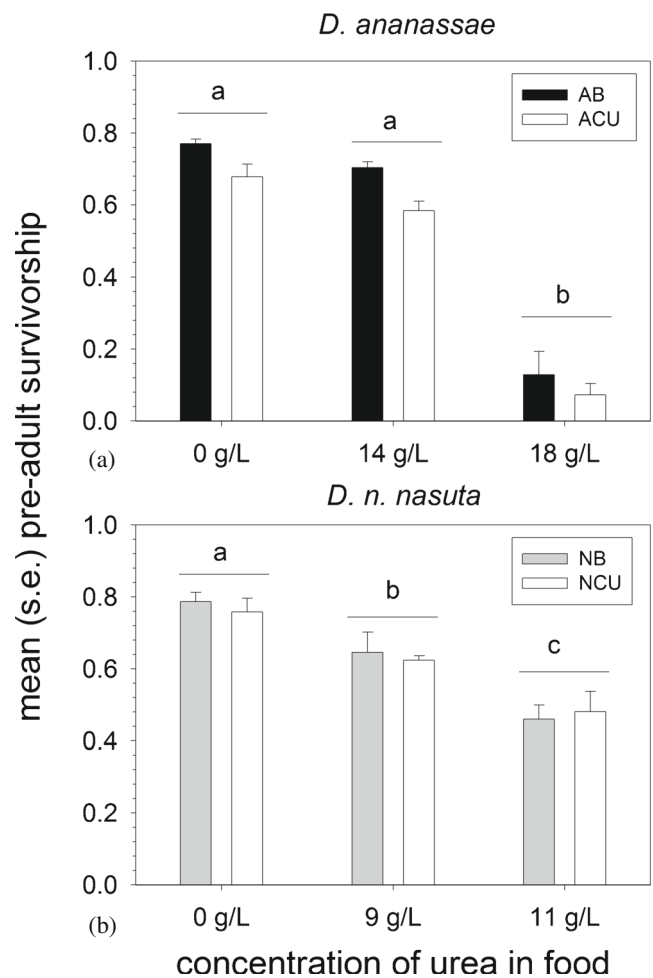 D. ananassae
1.0
0.8
0.6
0.4
0.2
0.0
a
a
b
AB
ACU
(a)
0 g/L
14 g/L
18 g/L
mean (s.e.) pre-adult survivorship
D. n. nasuta
1.0
0.8
0.6
0.4
0.2
0.0
a
b
c
NB
NCU
(b)
0 g/L
9 g/L
11 g/L
concentration of urea in food